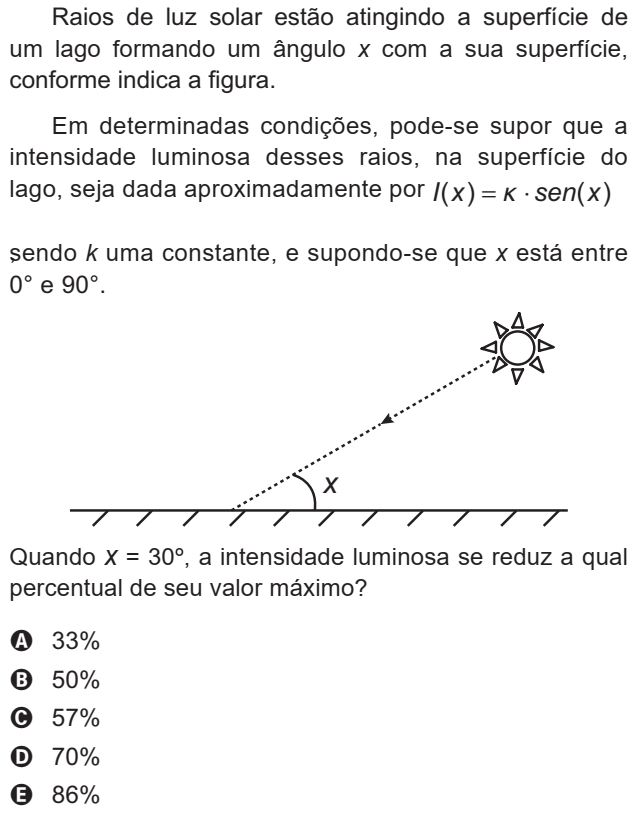 Raios de luz solar estão atingindo a superfície de
um lago formando um ângulo x com a sua superfície,
conforme indica a figura.
Em determinadas condições, pode-se supor que a
intensidade luminosa desses raios, na superfície do
lago, seja dada aproximadamente por I(x) = κ · sen(x)
sendo k uma constante, e supondo-se que x está entre
0° e 90°.
x
Quando x = 30º, a intensidade luminosa se reduz a qual
percentual de seu valor máximo?
A 33%
B 50%
C 57%
D 70%
E 86%